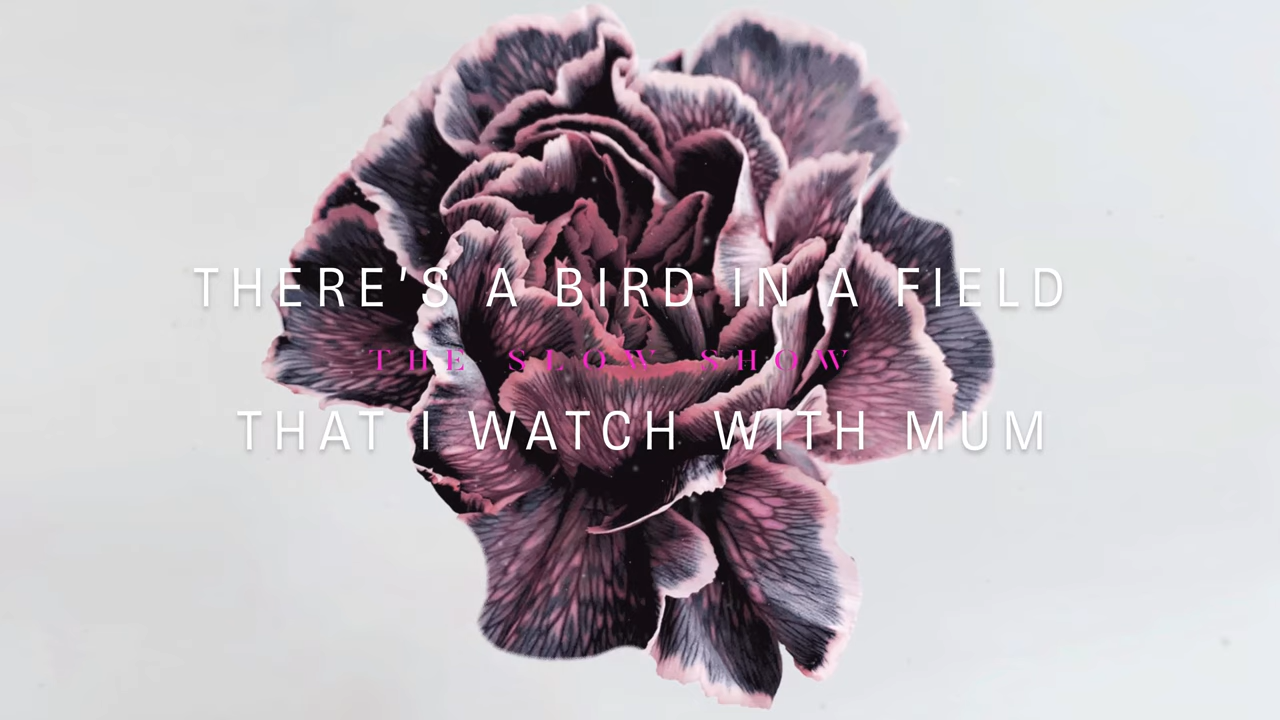 THERE'S A BIRD IN A FIELD
THE SLOW SHOW
THAT I WATCH WITH MUM